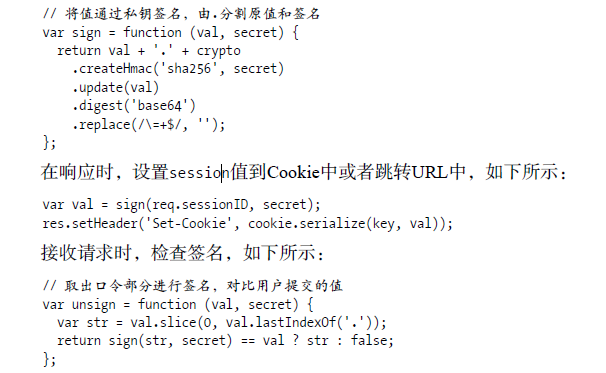 // 将值通过私钥签名，由.分割原值和签名
var sign = function (val, secret) {
  return val + '.' + crypto
    .createHmac('sha256', secret)
    .update(val)
    .digest('base64')
    .replace(/\=+$/, '');
};
在响应时，设置session值到Cookie中或者跳转URL中，如下所示：
var val = sign(req.sessionID, secret);
res.setHeader('Set-Cookie', cookie.serialize(key, val));
接收请求时，检查签名，如下所示：
// 取出口令部分进行签名，对比用户提交的值
var unsign = function (val, secret) {
  var str = val.slice(0, val.lastIndexOf('.'));
  return sign(str, secret) == val ? str : false;
};